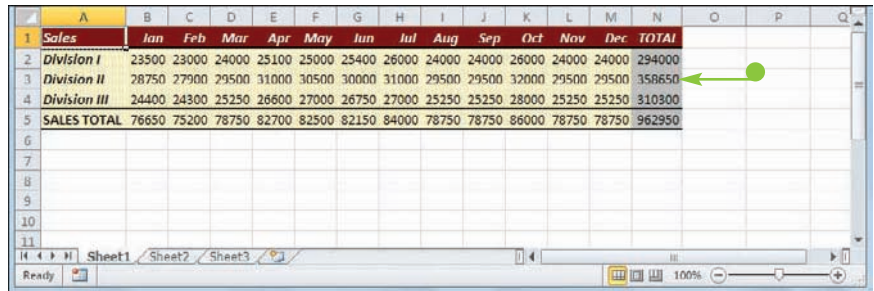 A B C D E F G H I J K L M N O P Q
1 Sales Jan Feb Mar Apr May Jun Jul Aug Sep Oct Nov Dec TOTAL
2 Division I 23500 23000 24000 25100 25000 25400 26000 24000 24000 26000 24000 24000 294000
3 Division II 28750 27900 29500 31000 30500 30000 31000 29500 29500 32000 29500 29500 358650
4 Division III 24400 24300 25250 26600 27000 26750 27000 25250 25250 28000 25250 25250 310300
5 SALES TOTAL 76650 75200 78750 82700 82500 82150 84000 78750 78750 86000 78750 78750 962950
6
7
8
9
10
11
Sheet1 Sheet2 Sheet3
Ready 100%